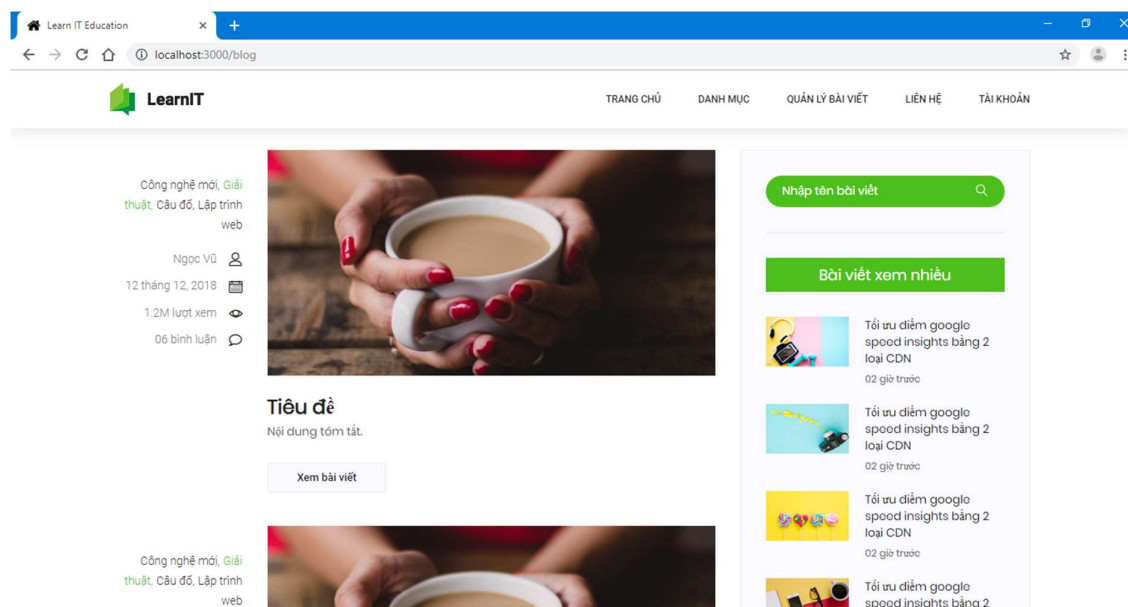 Learn IT Education
localhost:3000/blog
LearnIT
TRANG CHỦ DANH MỤC QUẢN LÝ BÀI VIẾT LIÊN HỆ TÀI KHOẢN
Công nghệ mới, Giải
thuật, Câu đố, Lập trình
web
Ngọc Vũ
12 tháng 12, 2018
1.2M lượt xem
06 bình luận
Tiêu đề
Nội dung tóm tắt.
Xem bài viết
Công nghệ mới, Giải
thuật, Câu đố, Lập trình
web
Nhập tên bài viết
Bài viết xem nhiều
Tối ưu điểm google
speed insights bằng 2
loại CDN
02 giờ trước
Tối ưu điểm google
speed insights bằng 2
loại CDN
02 giờ trước
Tối ưu điểm google
speed insights bằng 2
loại CDN
02 giờ trước
Tối ưu điểm google
speed insights bằng 2